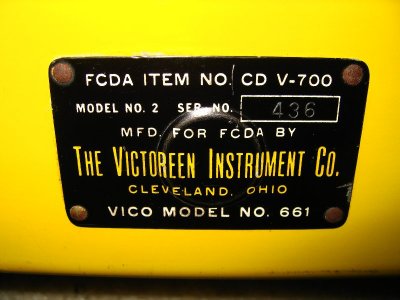 FCDA ITEM NO. CD V-700
MODEL NO. 2 SER. NO. 436
MFD. FOR FCDA BY
THE VICTOREEN INSTRUMENT CO.
CLEVELAND, OHIO
VICO MODEL NO. 661